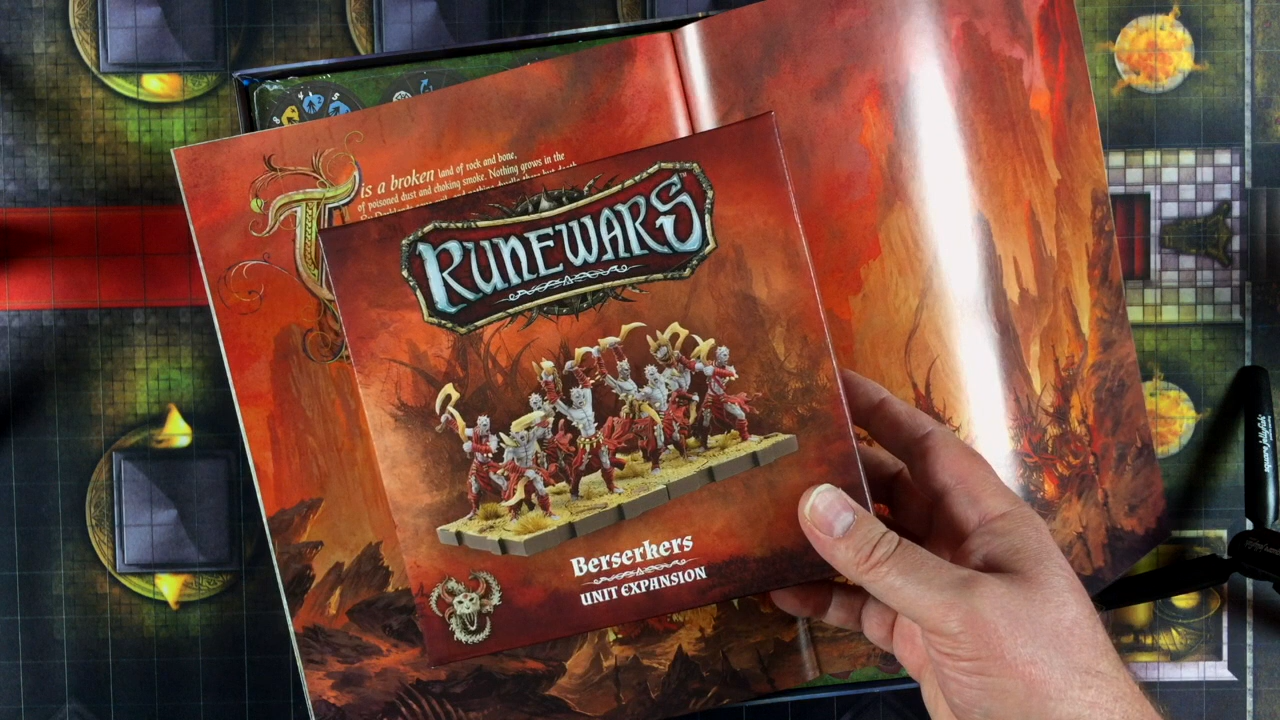 T
is a broken land of rock and bone,
of poisoned dust and choking smoke. Nothing grows in the
RUNEWARS
Berserkers
UNIT EXPANSION